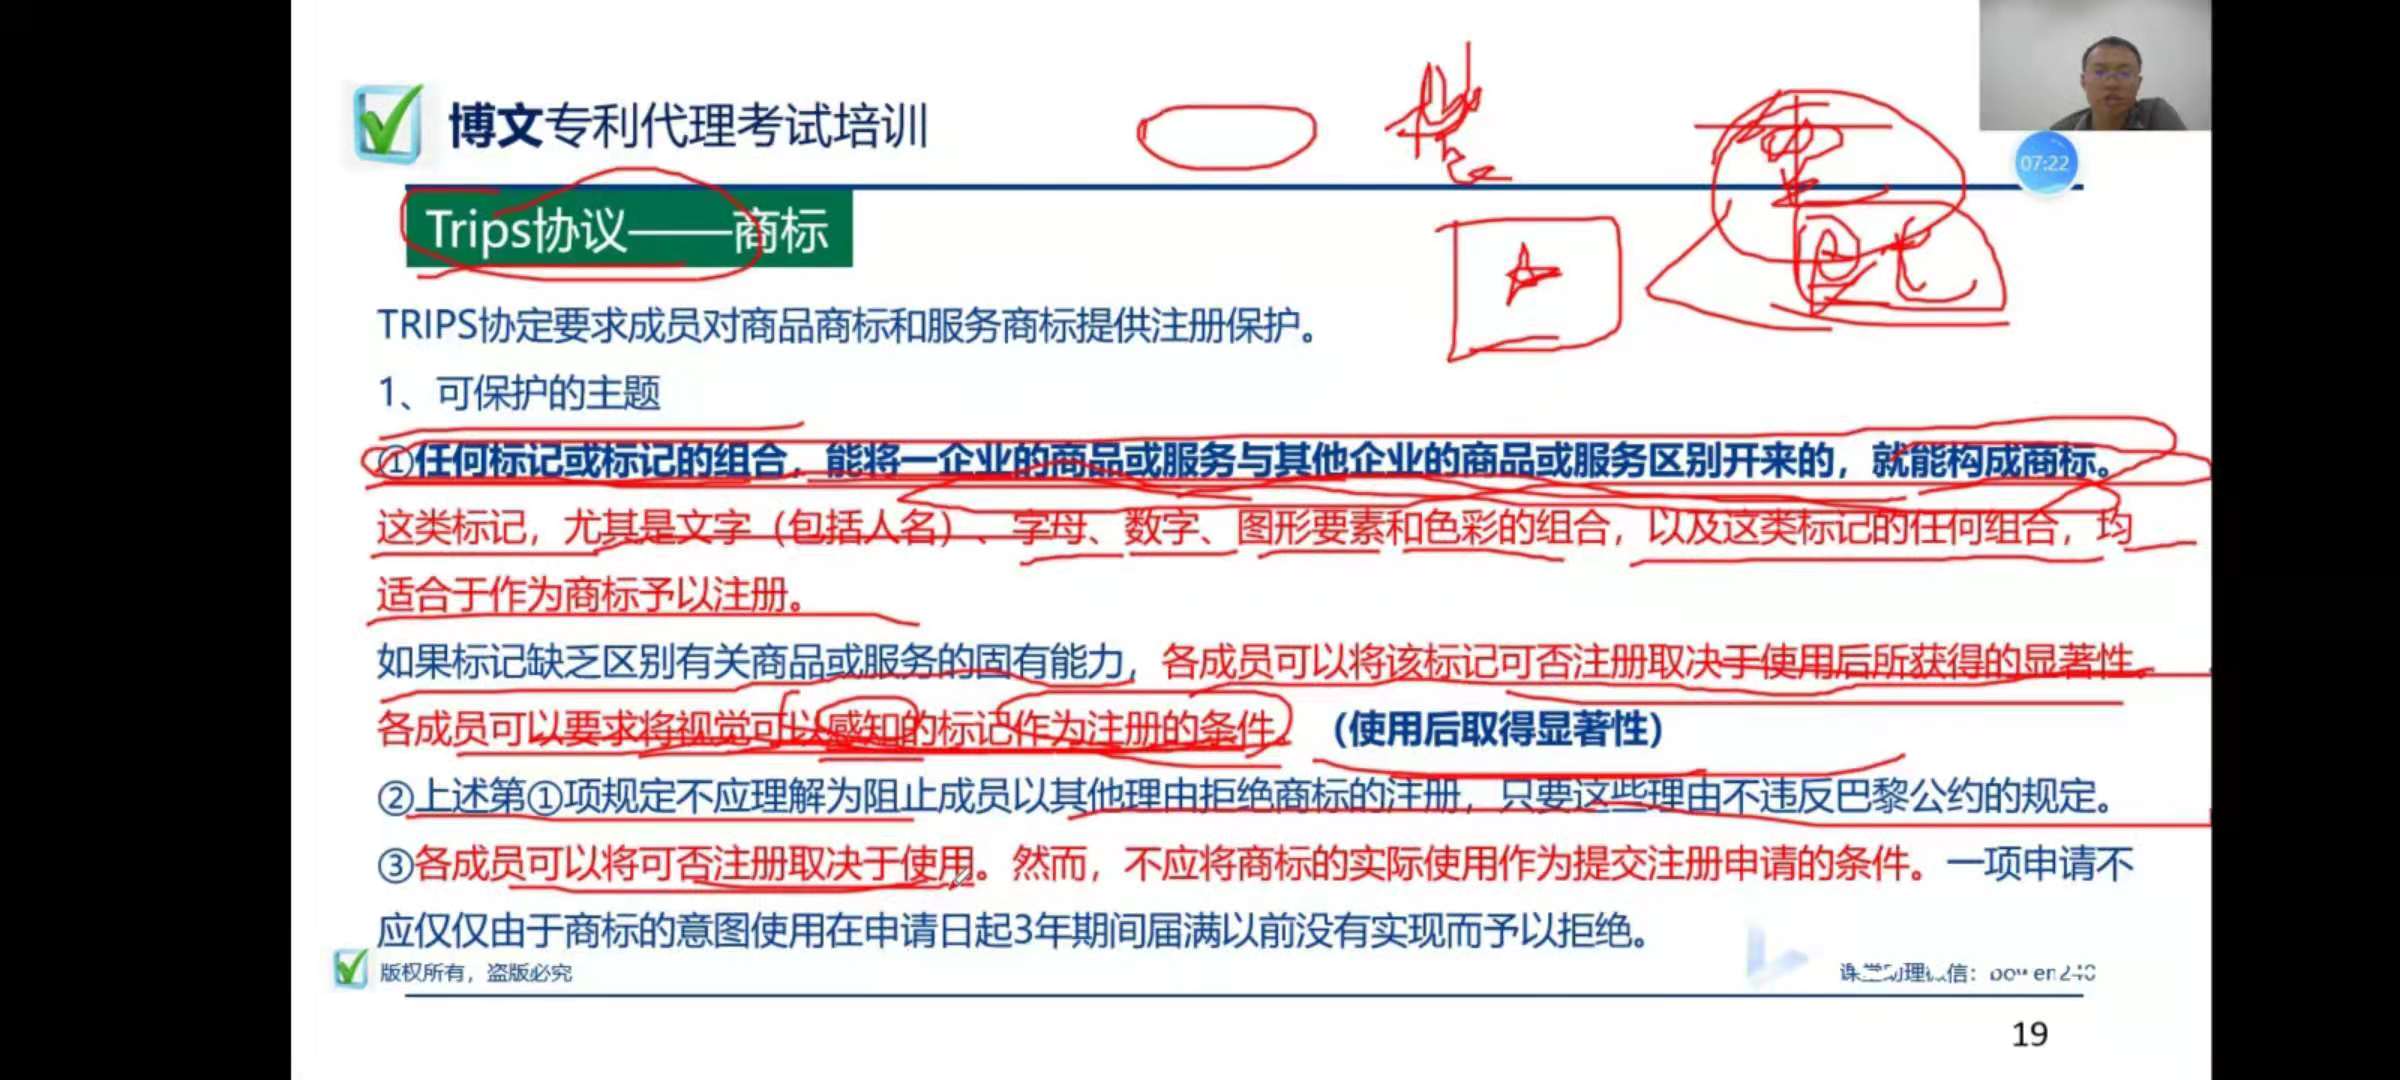 博文专利代理考试培训
07:22
Trips协议——商标
TRIPS协定要求成员对商品商标和服务商标提供注册保护。
1、可保护的主题
①任何标记或标记的组合，能将一企业的商品或服务与其他企业的商品或服务区别开来的，就能构成商标。
这类标记，尤其是文字（包括人名）、字母、数字、图形要素和色彩的组合，以及这类标记的任何组合，均
适合于作为商标予以注册。
如果标记缺乏区别有关商品或服务的固有能力，各成员可以将该标记可否注册取决于使用后所获得的显著性。
各成员可以要求将视觉可以感知的标记作为注册的条件。（使用后取得显著性）
②上述第①项规定不应理解为阻止成员以其他理由拒绝商标的注册，只要这些理由不违反巴黎公约的规定。
③各成员可以将可否注册取决于使用。然而，不应将商标的实际使用作为提交注册申请的条件。一项申请不
应仅仅由于商标的意图使用在申请日起3年期间届满以前没有实现而予以拒绝。
版权所有，盗版必究
课堂助理微信：
19